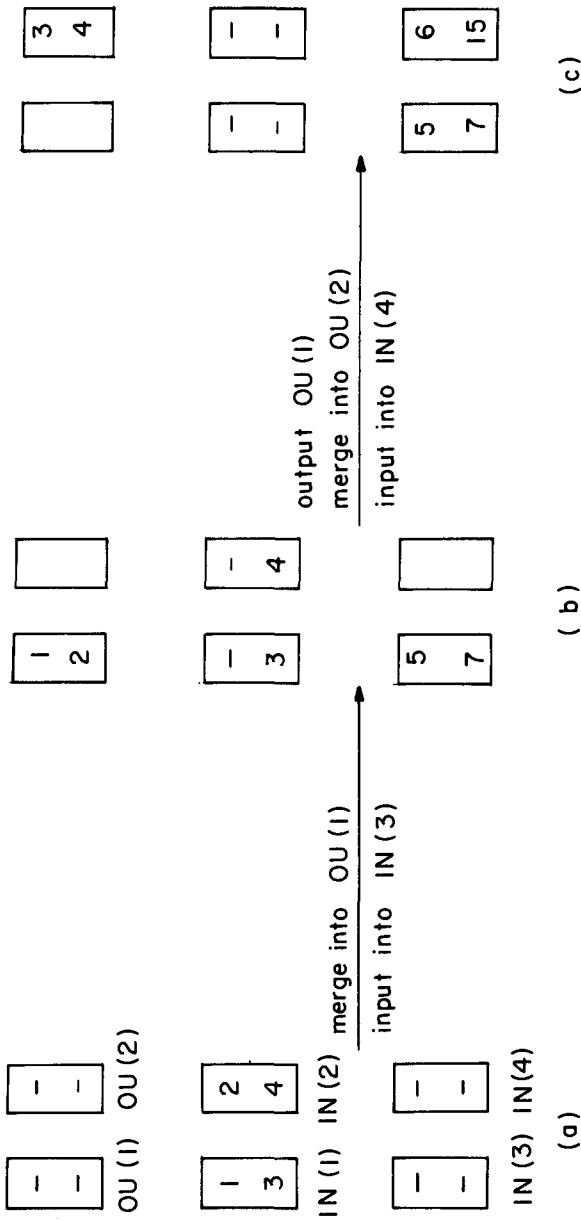 – –
– –
OU (1) OU (2)
1 2
3 4
IN (1) IN (2)
– –
– –
IN (3) IN (4)
(a)
merge into OU (1)
input into IN (3)
1
2
– –
3 4
5
7
(b)
output OU (1)
merge into OU (2)
input into IN (4)
3
4
– –
– –
5 6
7 15
(c)